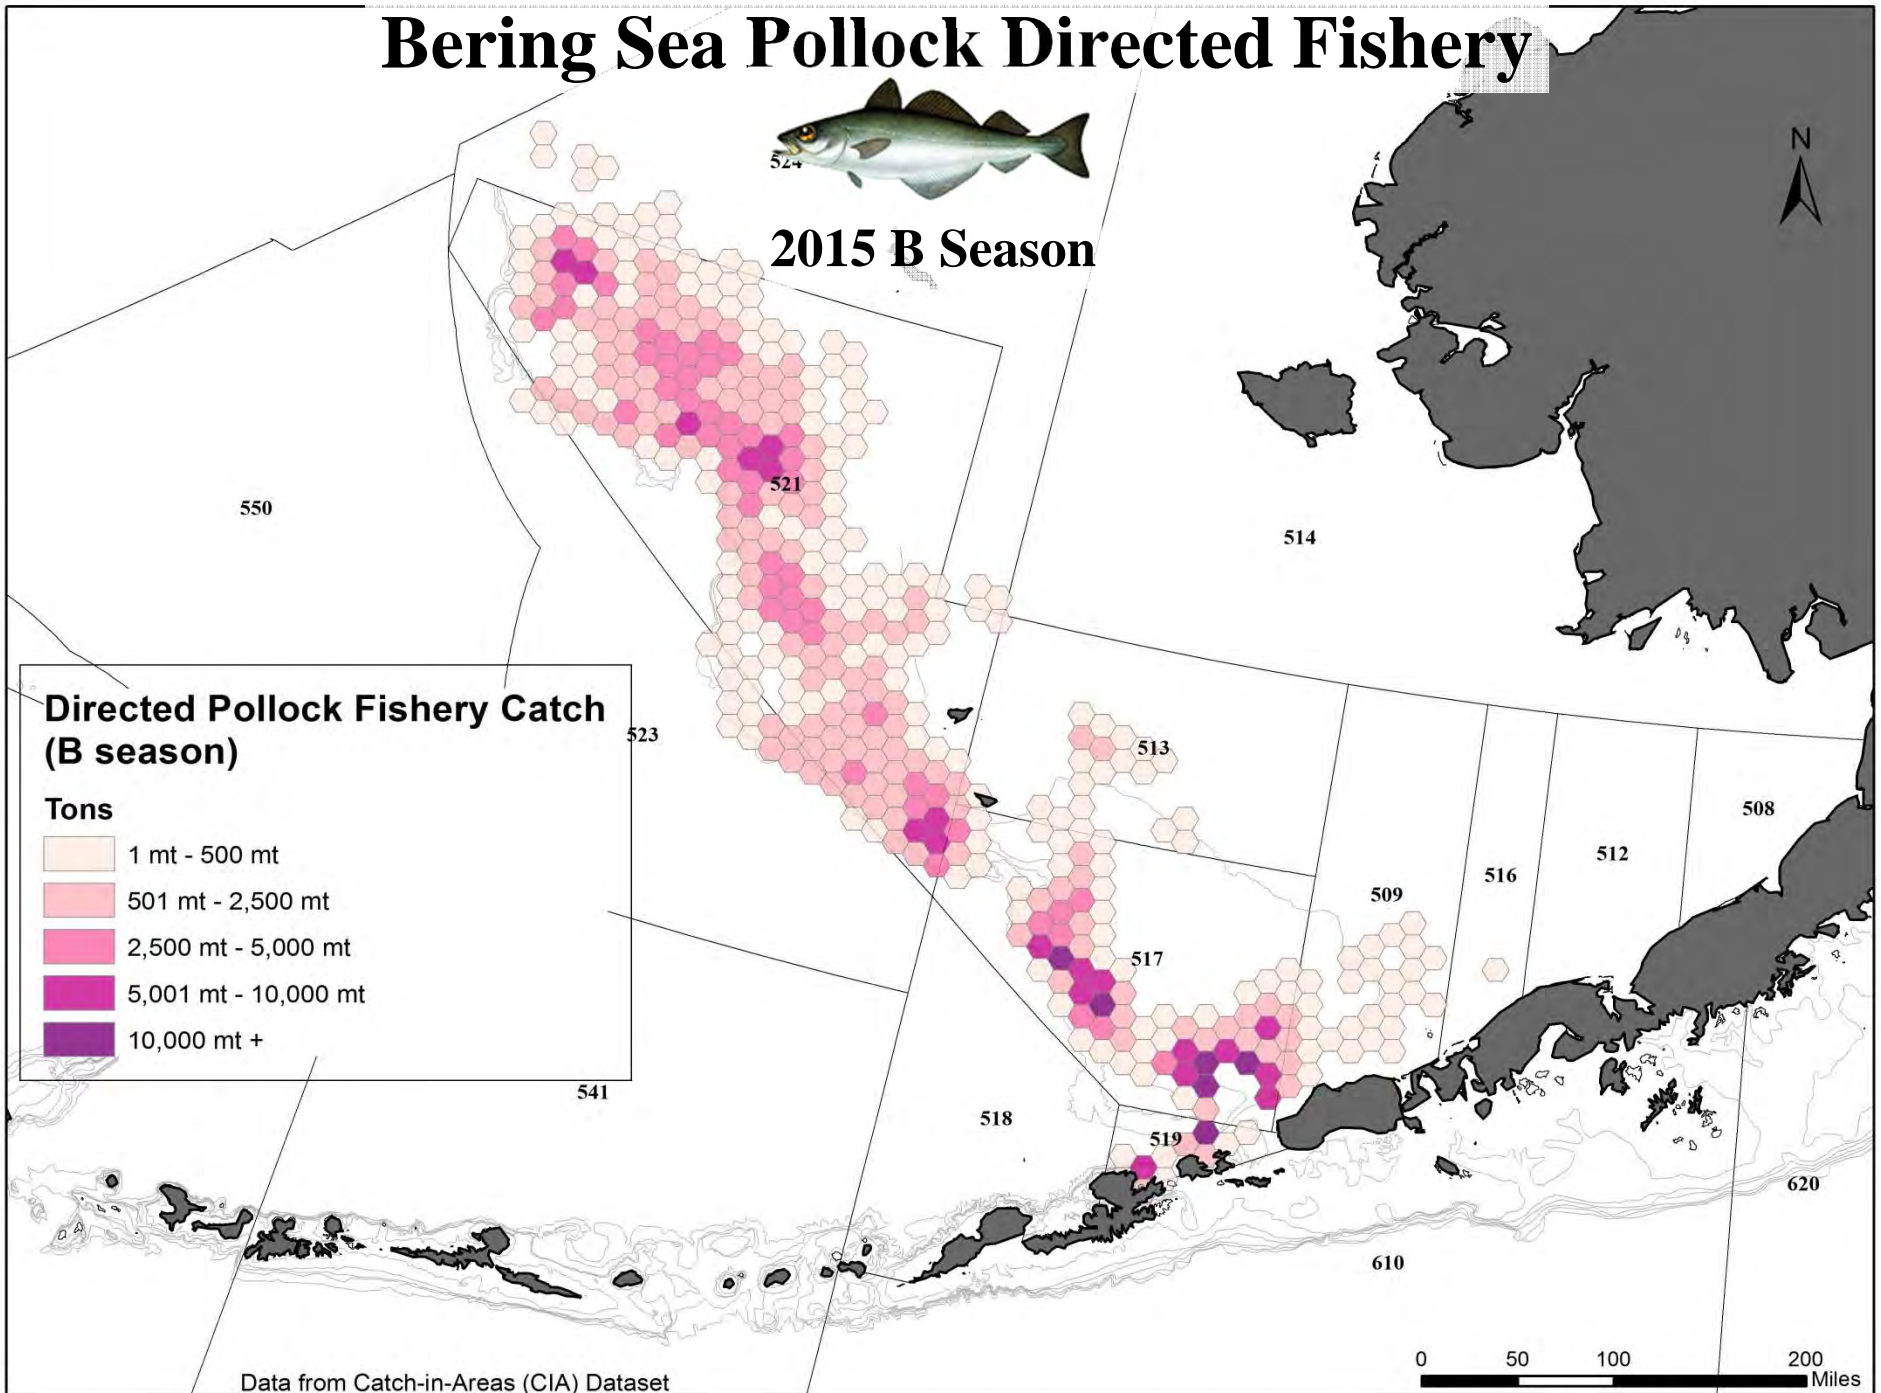 Bering Sea Pollock Directed Fishery
524
2015 B Season
N
550
521
514
Directed Pollock Fishery Catch
(B season)
Tons
1 mt - 500 mt
501 mt - 2,500 mt
2,500 mt - 5,000 mt
5,001 mt - 10,000 mt
10,000 mt +
523
513
508
512
516
509
517
541
518
519
620
610
0 50 100 200
Miles
Data from Catch-in-Areas (CIA) Dataset